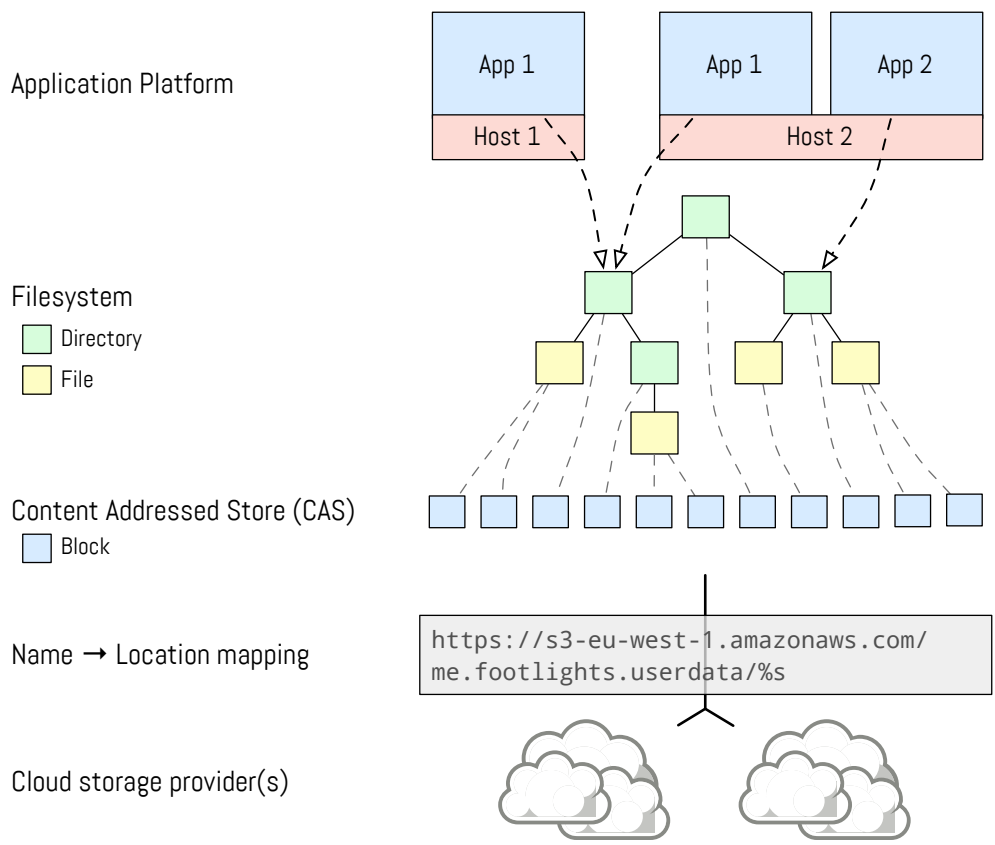 Application Platform
App 1
App 1
App 2
Host 1
Host 2
Filesystem
Directory
File
Content Addressed Store (CAS)
Block
Name → Location mapping
https://s3-eu-west-1.amazonaws.com/
me.footlights.userdata/%s
Cloud storage provider(s)